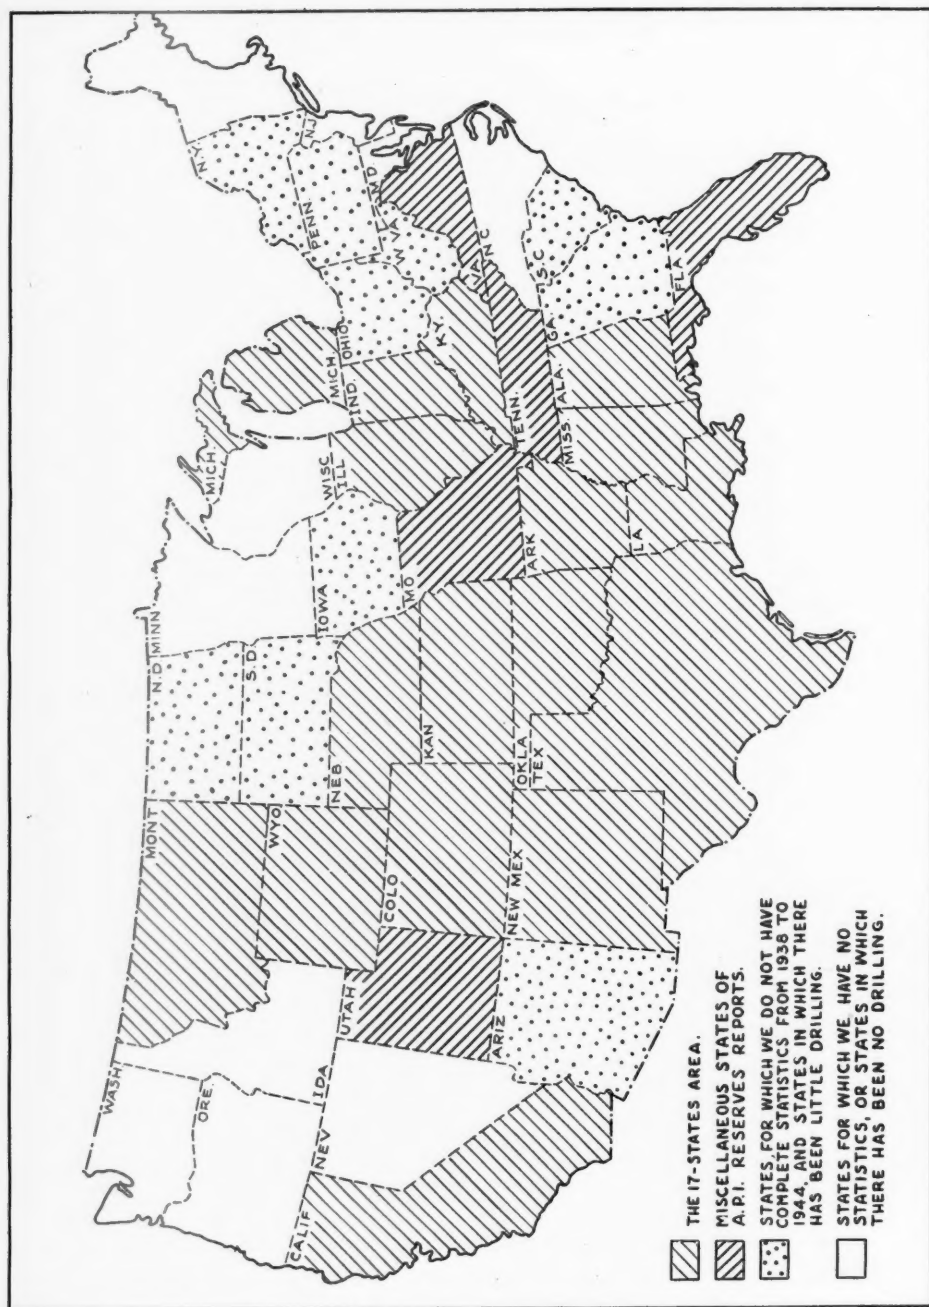 WASH
ORE.
CALIF
NEV
IDA
UTAH
ARIZ
MONT
WYO
COLO
NEW MEX
N.D
S.D.
NEB
KAN
OKLA
TEX
MINN
IOWA
MO
ARK
LA
WISC
ILL
MICH.
MICH.
IND.
OHIO
KY.
TENN.
MISS.
ALA.
GA
FLA
S.C
N C
VA
W VA
MD
PENN
N.J.
N.Y.
THE 17-STATES AREA.
MISCELLANEOUS STATES OF
A.P.I. RESERVES REPORTS.
STATES FOR WHICH WE DO NOT HAVE
COMPLETE STATISTICS FROM 1938 TO
1944, AND STATES IN WHICH THERE
HAS BEEN LITTLE DRILLING.
STATES FOR WHICH WE HAVE NO
STATISTICS, OR STATES IN WHICH
THERE HAS BEEN NO DRILLING.